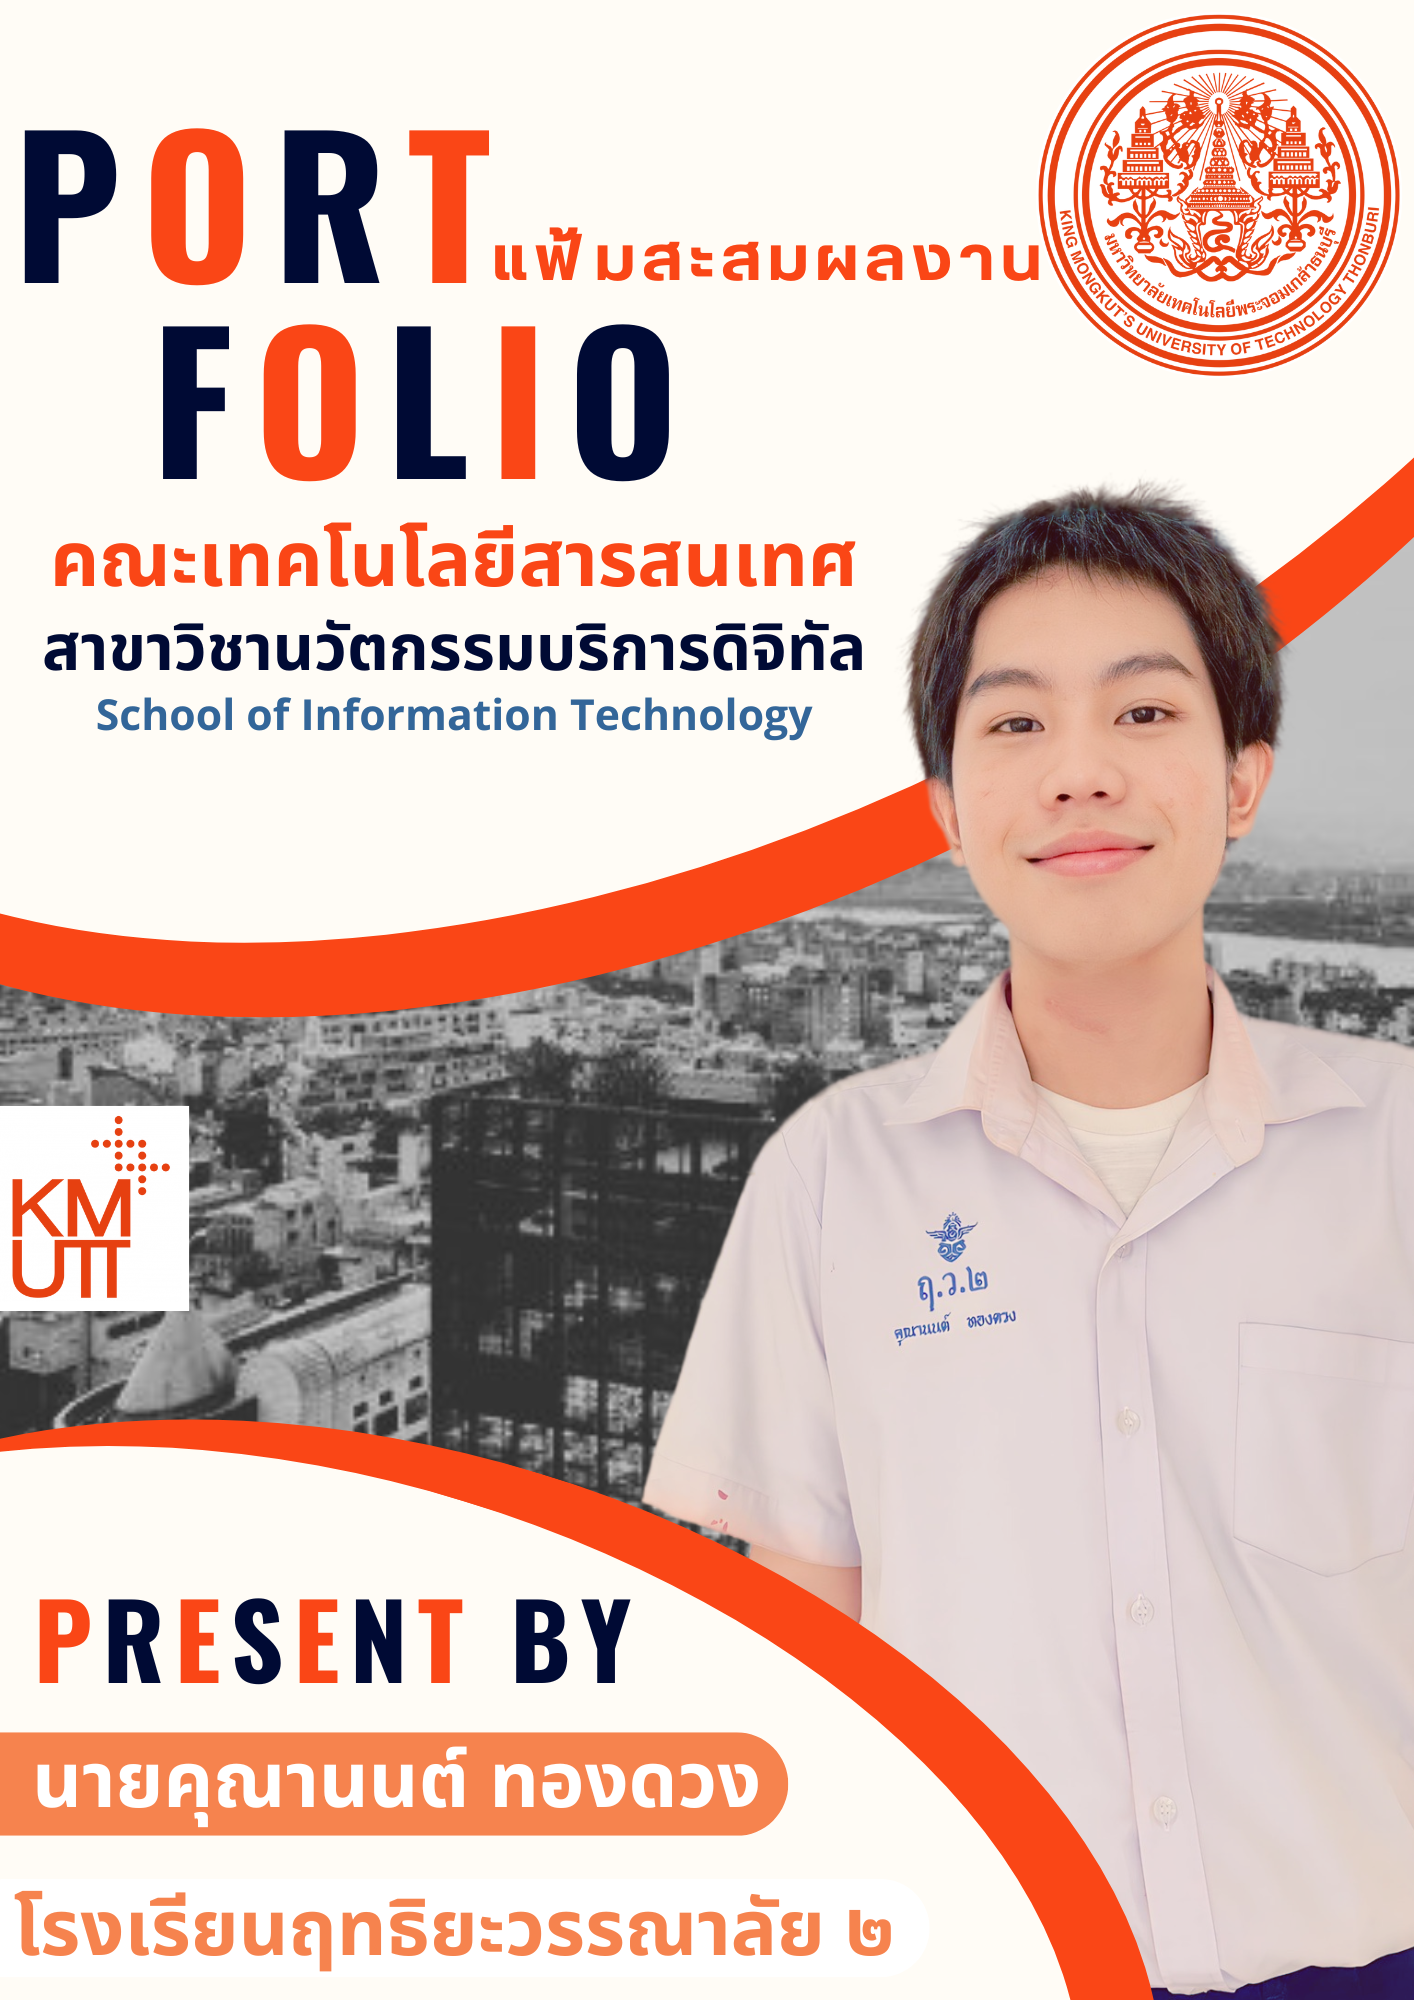 PORT
แฟ้มสะสมผลงาน
FOLIO
มหาวิทยาลัยเทคโนโลยีพระจอมเกล้าธนบุรี
KING MONGKUT'S UNIVERSITY OF TECHNOLOGY THONBURI
คณะเทคโนโลยีสารสนเทศ
สาขาวิชานวัตกรรมบริการดิจิทัล
School of Information Technology
KM
UTT
ฤ.ว.๒
คุณานนต์ ทองดวง
PRESENT BY
นายคุณานนต์ ทองดวง
โรงเรียนฤทธิยะวรรณาลัย ๒